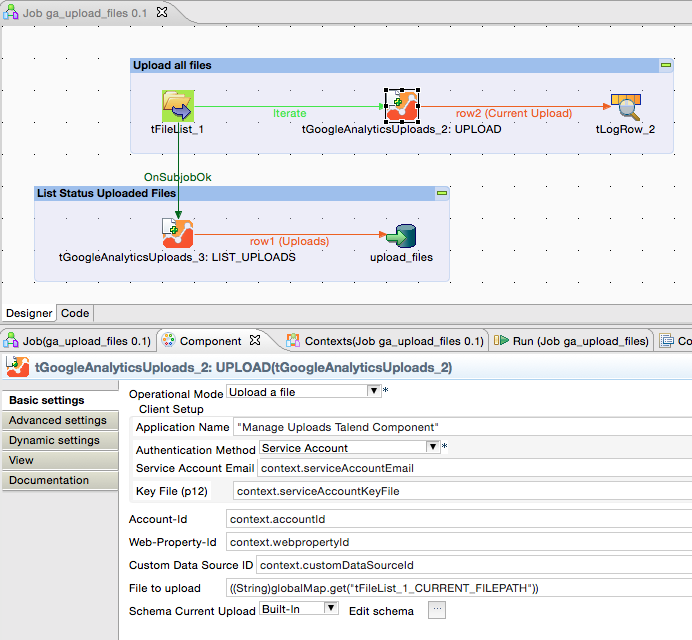 Job ga_upload_files 0.1
Upload all files
Iterate
row2 (Current Upload)
tFileList_1
tGoogleAnalyticsUploads_2: UPLOAD
tLogRow_2
OnSubjobOk
List Status Uploaded Files
row1 (Uploads)
tGoogleAnalyticsUploads_3: LIST_UPLOADS
upload_files
Designer Code
Job(ga_upload_files 0.1) Component Contexts(Job ga_upload_files 0.1) Run (Job ga_upload_files) Co
tGoogleAnalyticsUploads_2: UPLOAD(tGoogleAnalyticsUploads_2)
Basic settings
Advanced settings
Dynamic settings
View
Documentation
Operational Mode Upload a file *
Client Setup
Application Name "Manage Uploads Talend Component"
Authentication Method Service Account *
Service Account Email context.serviceAccountEmail
Key File (p12) context.serviceAccountKeyFile
Account-Id context.accountId
Web-Property-Id context.webpropertyId
Custom Data Source ID context.customDataSourceId
File to upload ((String)globalMap.get("tFileList_1_CURRENT_FILEPATH"))
Schema Current Upload Built-In Edit schema ...